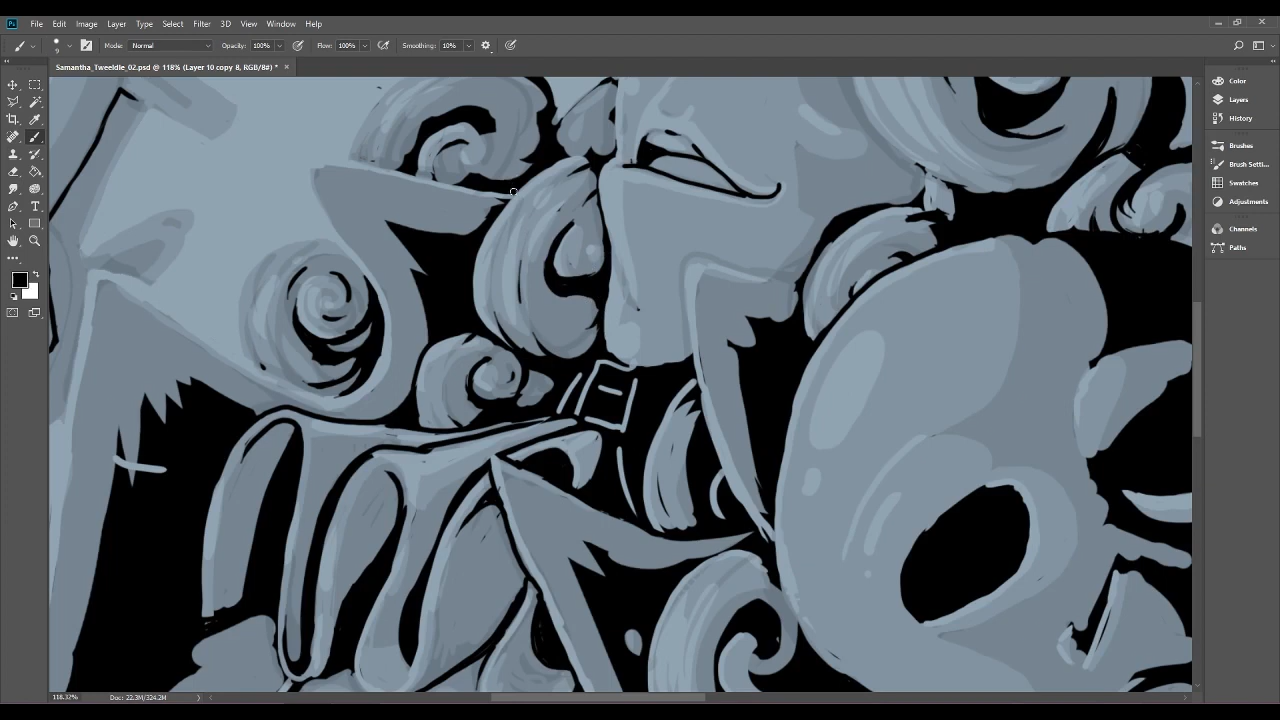 Ps File Edit Image Layer Type Select Filter 3D View Window Help
9 Mode: Normal Opacity: 100% Flow: 100% Smoothing: 10%
Samantha_Tweeldle_02.psd @ 118% (Layer 10 copy 8, RGB/8#) * ×
Color
Layers
History
Brushes
Brush Setti...
Swatches
Adjustments
Channels
Paths
118.32% Doc: 22.3M/324.2M